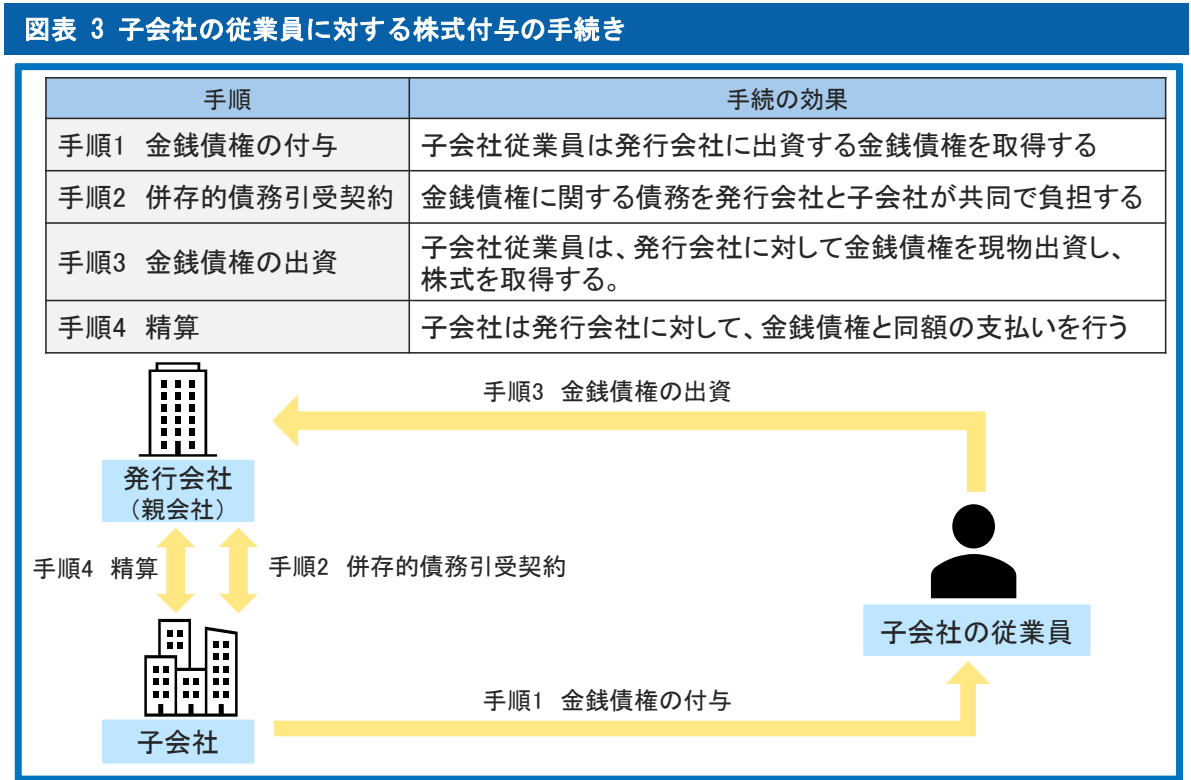 図表 3 子会社の従業員に対する株式付与の手続き
手順 手続の効果
手順1 金銭債権の付与 子会社従業員は発行会社に出資する金銭債権を取得する
手順2 併存的債務引受契約 金銭債権に関する債務を発行会社と子会社が共同で負担する
手順3 金銭債権の出資 子会社従業員は、発行会社に対して金銭債権を現物出資し、
株式を取得する。
手順4 精算 子会社は発行会社に対して、金銭債権と同額の支払いを行う
手順3 金銭債権の出資
発行会社
（親会社）
手順4 精算
手順2 併存的債務引受契約
子会社の従業員
手順1 金銭債権の付与
子会社